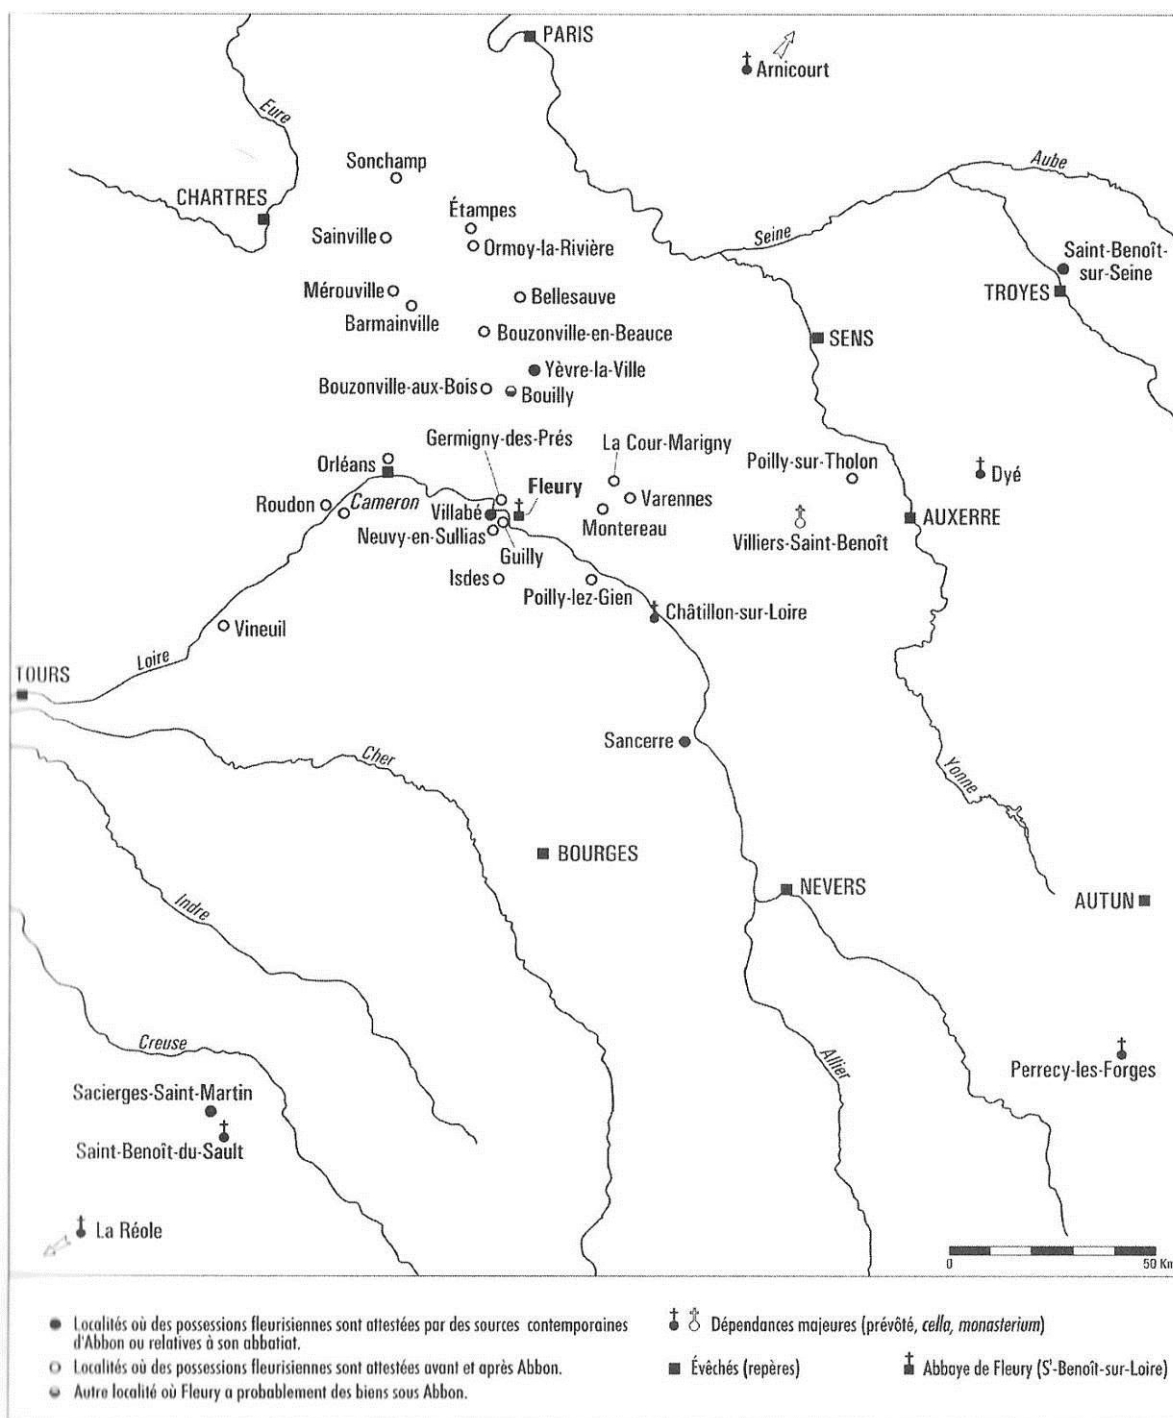 PARIS
Arnicourt
Eure
Sonchamp
Aube
CHARTRES
Étampes
Sainville
Ormoy-la-Rivière
Seine
Saint-Benoît-
sur-Seine
Mérouville
Bellesauve
TROYES
Barmainville
Bouzonville-en-Beauce
SENS
Yèvre-la-Ville
Bouzonville-aux-Bois
Bouilly
Germigny-des-Prés
La Cour-Marigny
Orléans
Poilly-sur-Tholon
Dyé
Fleury
Roudon
Cameron
Villabé
Varennes
Montereau
AUXERRE
Neuvy-en-Sullias
Villiers-Saint-Benoît
Guilly
Isdes
Poilly-lez-Gien
Châtillon-sur-Loire
Vineuil
Loire
TOURS
Sancerre
Cher
Yonne
BOURGES
NEVERS
AUTUN
Indre
Creuse
Allier
Perrecy-les-Forges
Sacierges-Saint-Martin
Saint-Benoît-du-Sault
La Réole
0 50 Km
Localités où des possessions fleurisiennes sont attestées par des sources contemporaines
d'Abbon ou relatives à son abbatiat.
Localités où des possessions fleurisiennes sont attestées avant et après Abbon.
Autre localité où Fleury a probablement des biens sous Abbon.
Dépendances majeures (prévôté, cella, monasterium)
Évêchés (repères)
Abbaye de Fleury (St-Benoît-sur-Loire)